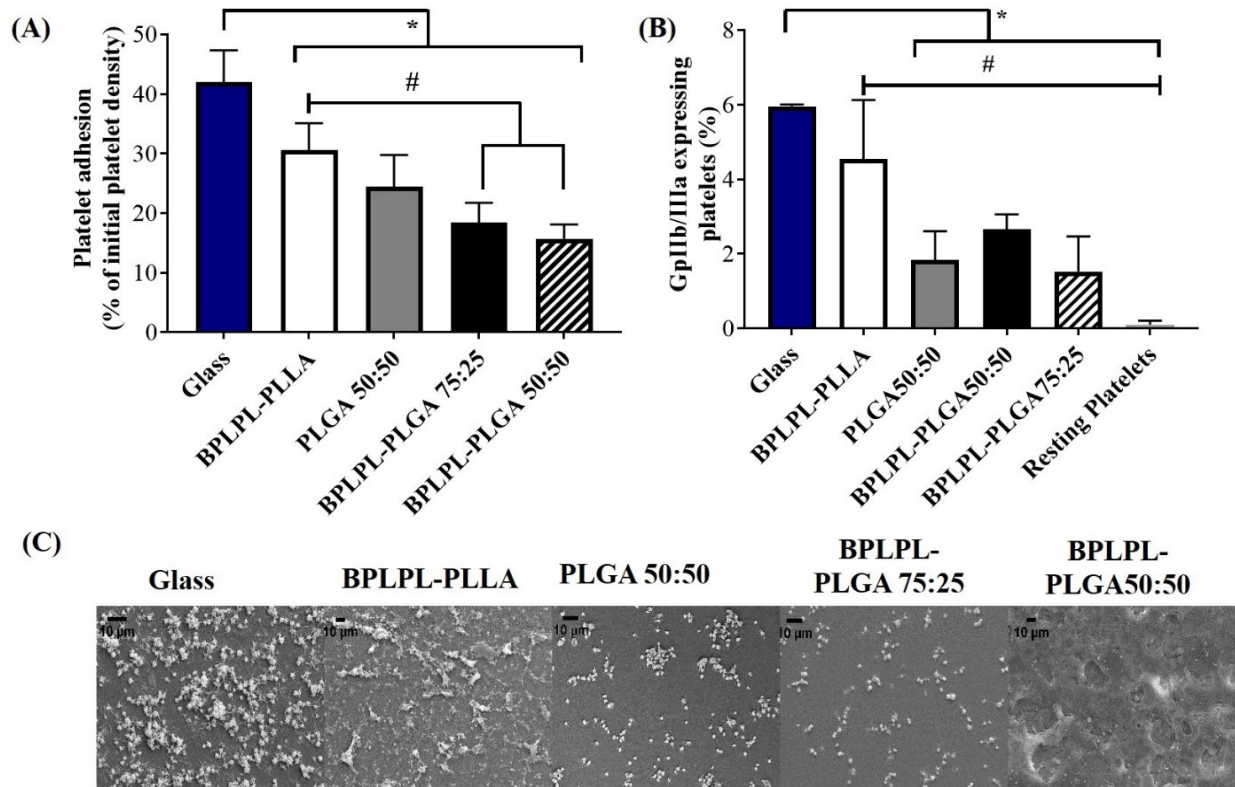 (A)
Platelet adhesion
(% of initial platelet density)
50
40
30
20
10
0
*
#
Glass
BPLPL-PLLA
PLGA 50:50
BPLPL-PLGA 75:25
BPLPL-PLGA 50:50
(B)
GpIIb/IIIa expressing
platelets (%)
8
6
4
2
0
*
#
Glass
BPLPL-PLLA
PLGA50:50
BPLPL-PLGA50:50
BPLPL-PLGA75:25
Resting Platelets
(C)
Glass
BPLPL-PLLA
PLGA 50:50
BPLPL-
PLGA 75:25
BPLPL-
PLGA50:50
10 μm
10 μm
10 μm
10 μm
10 μm